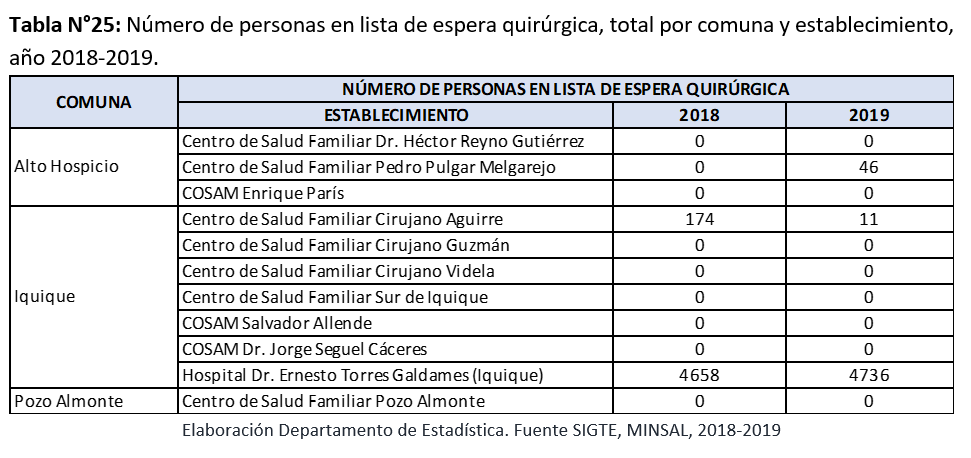 Tabla N°25: Número de personas en lista de espera quirúrgica, total por comuna y establecimiento,
año 2018-2019.
COMUNA
NÚMERO DE PERSONAS EN LISTA DE ESPERA QUIRÚRGICA
ESTABLECIMIENTO 2018 2019
Alto Hospicio
Centro de Salud Familiar Dr. Héctor Reyno Gutiérrez 0 0
Centro de Salud Familiar Pedro Pulgar Melgarejo 0 46
COSAM Enrique París 0 0
Iquique
Centro de Salud Familiar Cirujano Aguirre 174 11
Centro de Salud Familiar Cirujano Guzmán 0 0
Centro de Salud Familiar Cirujano Videla 0 0
Centro de Salud Familiar Sur de Iquique 0 0
COSAM Salvador Allende 0 0
COSAM Dr. Jorge Seguel Cáceres 0 0
Hospital Dr. Ernesto Torres Galdames (Iquique) 4658 4736
Pozo Almonte Centro de Salud Familiar Pozo Almonte 0 0
Elaboración Departamento de Estadística. Fuente SIGTE, MINSAL, 2018-2019